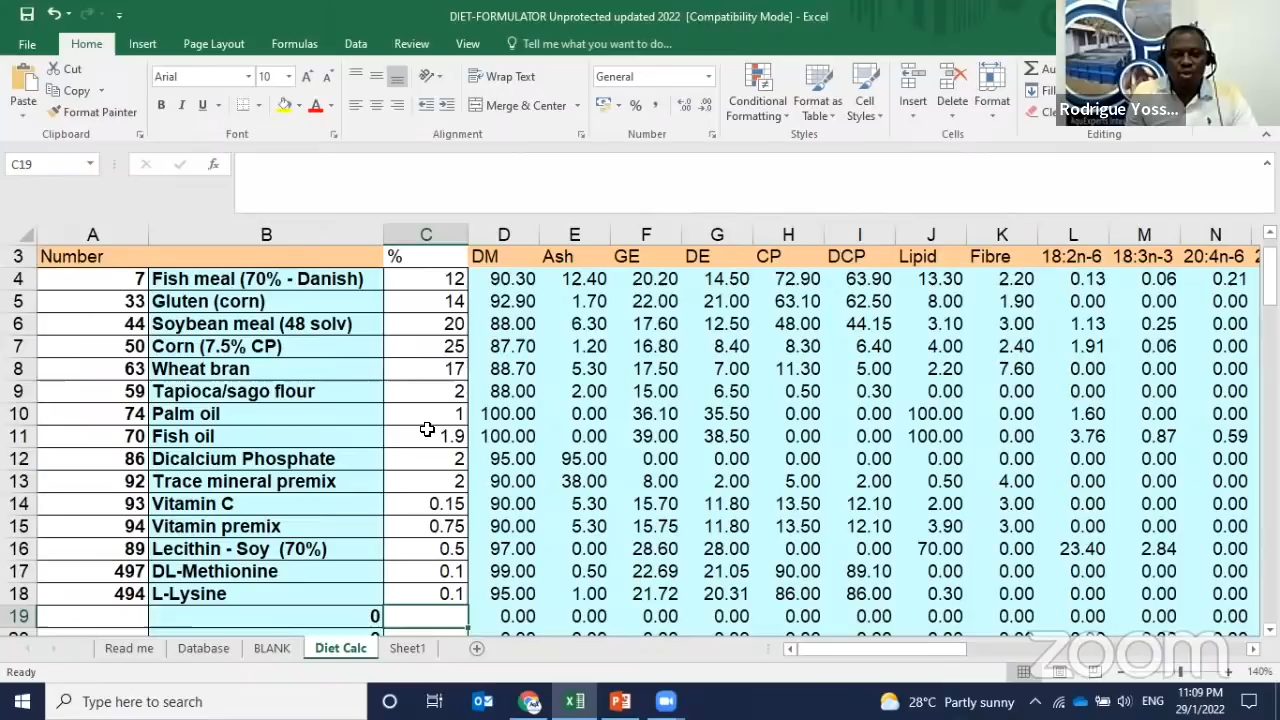 DIET-FORMULATOR Unprotected updated 2022 [Compatibility Mode] - Excel
File Home Insert Page Layout Formulas Data Review View Tell me what you want to do...
Cut
Copy
Format Painter
Paste
Clipboard
Arial 10
B I U
Font
Wrap Text
Merge & Center
Alignment
General
Number
Conditional Formatting
Format as Table
Cell Styles
Styles
Insert Delete Format
Cells
Editing
Rodrigue Yoss...
C19
fx
A B C D E F G H I J K L M N
3 Number % DM Ash GE DE CP DCP Lipid Fibre 18:2n-6 18:3n-3 20:4n-6 2
4 7 Fish meal (70% - Danish) 12 90.30 12.40 20.20 14.50 72.90 63.90 13.30 2.20 0.13 0.06 0.21
5 33 Gluten (corn) 14 92.90 1.70 22.00 21.00 63.10 62.50 8.00 1.90 0.00 0.00 0.00
6 44 Soybean meal (48 solv) 20 88.00 6.30 17.60 12.50 48.00 44.15 3.10 3.00 1.13 0.25 0.00
7 50 Corn (7.5% CP) 25 87.70 1.20 16.80 8.40 8.30 6.40 4.00 2.40 1.91 0.06 0.00
8 63 Wheat bran 17 88.70 5.30 17.50 7.00 11.30 5.00 2.20 7.60 0.00 0.00 0.00
9 59 Tapioca/sago flour 2 88.00 2.00 15.00 6.50 0.50 0.30 0.00 0.00 0.00 0.00 0.00
10 74 Palm oil 1 100.00 0.00 36.10 35.50 0.00 0.00 100.00 0.00 1.60 0.00 0.00
11 70 Fish oil 1.9 100.00 0.00 39.00 38.50 0.00 0.00 100.00 0.00 3.76 0.87 0.59
12 86 Dicalcium Phosphate 2 95.00 95.00 0.00 0.00 0.00 0.00 0.00 0.00 0.00 0.00 0.00
13 92 Trace mineral premix 2 90.00 38.00 8.00 2.00 5.00 2.00 0.50 4.00 0.00 0.00 0.00
14 93 Vitamin C 0.15 90.00 5.30 15.70 11.80 13.50 12.10 2.00 3.00 0.00 0.00 0.00
15 94 Vitamin premix 0.75 90.00 5.30 15.75 11.80 13.50 12.10 3.90 3.00 0.00 0.00 0.00
16 89 Lecithin - Soy (70%) 0.5 97.00 0.00 28.60 28.00 0.00 0.00 70.00 0.00 23.40 2.84 0.00
17 497 DL-Methionine 0.1 99.00 0.50 22.69 21.05 90.00 89.10 0.00 0.00 0.00 0.00 0.00
18 494 L-Lysine 0.1 95.00 1.00 21.72 20.31 86.00 86.00 0.30 0.00 0.00 0.00 0.00
19 0 0.00 0.00 0.00 0.00 0.00 0.00 0.00 0.00 0.00 0.00 0.00
Read me Database BLANK Diet Calc Sheet1
zoom
Ready
140%
Type here to search
28°C Partly sunny
ENG
11:09 PM
29/1/2022